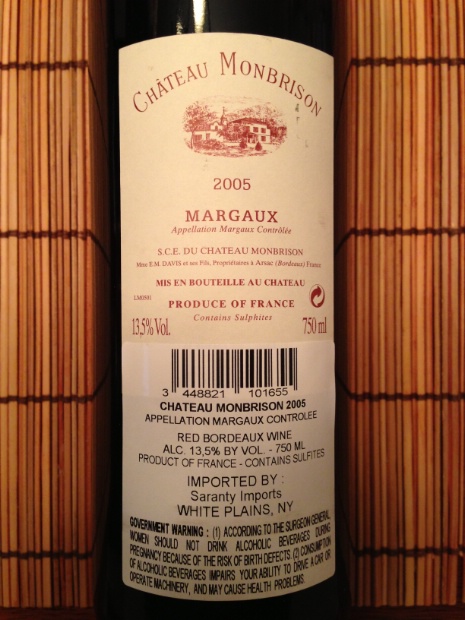 CHÂTEAU MONBRISON
2005
MARGAUX
Appellation Margaux Contrôlée
S.C.E. DU CHATEAU MONBRISON
Mme E.M. DAVIS et ses Fils, Propriétaires à Arsac (Bordeaux) France
MIS EN BOUTEILLE AU CHATEAU
PRODUCE OF FRANCE
Contains Sulphites
13,5% Vol. 750 ml
3 448821 101655
CHATEAU MONBRISON 2005
APPELLATION MARGAUX CONTROLEE
RED BORDEAUX WINE
ALC. 13,5% BY VOL. - 750 ML
PRODUCT OF FRANCE - CONTAINS SULFITES
IMPORTED BY :
Saranty Imports
WHITE PLAINS, NY
GOVERNMENT WARNING : (1) ACCORDING TO THE SURGEON GENERAL,
WOMEN SHOULD NOT DRINK ALCOHOLIC BEVERAGES DURING
PREGNANCY BECAUSE OF THE RISK OF BIRTH DEFECTS. (2) CONSUMPTION
OF ALCOHOLIC BEVERAGES IMPAIRS YOUR ABILITY TO DRIVE A CAR OR
OPERATE MACHINERY, AND MAY CAUSE HEALTH PROBLEMS.